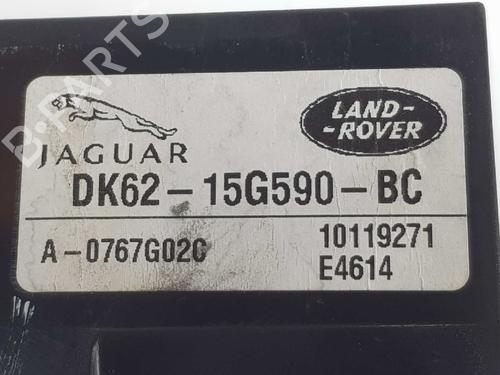 B-PARTS
JAGUAR
LAND-
-ROVER
DK62-15G590-BC
A-0767G02C
10119271
E4614